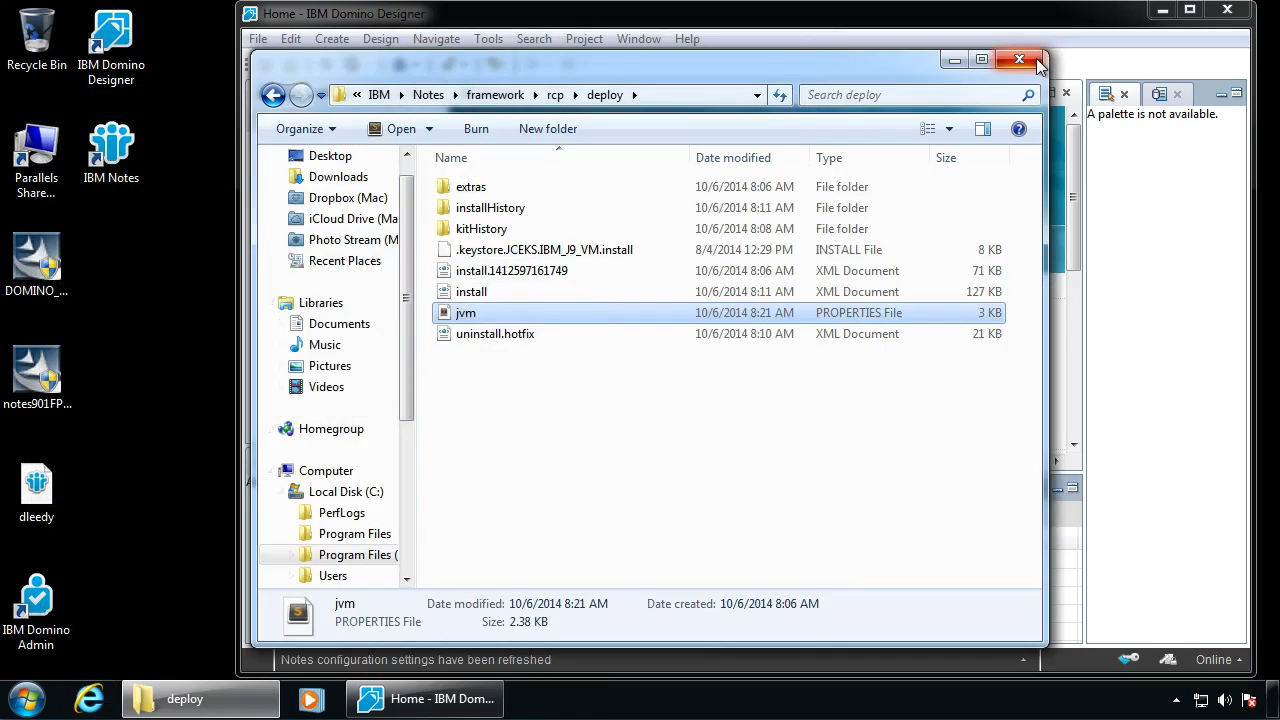 Recycle Bin
IBM Domino Designer
Parallels Share...
IBM Notes
DOMINO_...
notes901FP...
dleedy
IBM Domino Admin
Home - IBM Domino Designer
File Edit Create Design Navigate Tools Search Project Window Help
« IBM Notes framework rcp deploy
Search deploy
Organize Open Burn New folder
Desktop
Downloads
Dropbox (Mac)
iCloud Drive (Ma
Photo Stream (M
Recent Places
Libraries
Documents
Music
Pictures
Videos
Homegroup
Computer
Local Disk (C:)
PerfLogs
Program Files
Program Files (
Users
Name Date modified Type Size
extras 10/6/2014 8:06 AM File folder
installHistory 10/6/2014 8:11 AM File folder
kitHistory 10/6/2014 8:08 AM File folder
.keystore.JCEKS.IBM_J9_VM.install 8/4/2014 12:29 PM INSTALL File 8 KB
install.1412597161749 10/6/2014 8:06 AM XML Document 71 KB
install 10/6/2014 8:11 AM XML Document 127 KB
jvm 10/6/2014 8:21 AM PROPERTIES File 3 KB
uninstall.hotfix 10/6/2014 8:10 AM XML Document 21 KB
jvm Date modified: 10/6/2014 8:21 AM Date created: 10/6/2014 8:06 AM
PROPERTIES File Size: 2.38 KB
A palette is not available.
Notes configuration settings have been refreshed
Online
deploy
Home - IBM Dom...